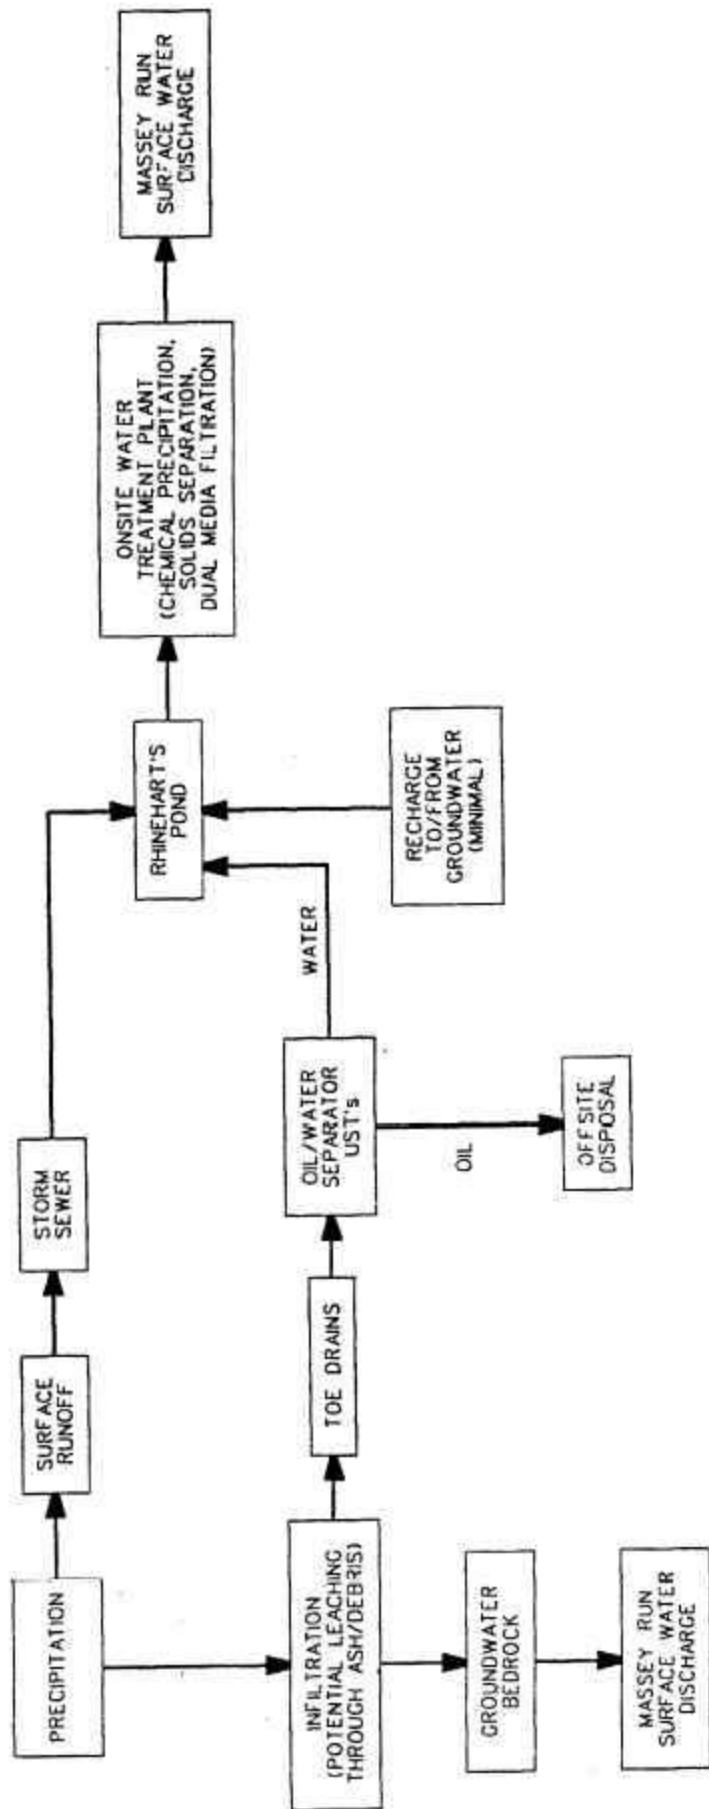 PRECIPITATION
SURFACE
RUNOFF
STORM
SEWER
RHINEHART'S
POND
ONSITE WATER
TREATMENT PLANT
(CHEMICAL PRECIPITATION,
SOLIDS SEPARATION,
DUAL MEDIA FILTRATION)
MASSEY RUN
SURFACE WATER
DISCHARGE
INFILTRATION
(POTENTIAL LEACHING
THROUGH ASH/DEBRIS)
TOE DRAINS
OIL/WATER
SEPARATOR
UST's
WATER
OIL
OFFSITE
DISPOSAL
RECHARGE
TO/FROM
GROUNDWATER
(MINIMAL)
GROUNDWATER
BEDROCK
MASSEY RUN
SURFACE WATER
DISCHARGE